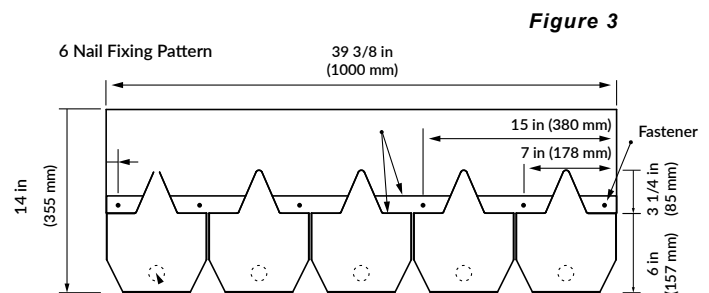 Figure 3
6 Nail Fixing Pattern
39 3/8 in
(1000 mm)
15 in (380 mm)
Fastener
7 in (178 mm)
14 in
(355 mm)
3 1/4 in
(85 mm)
6 in
(157 mm)